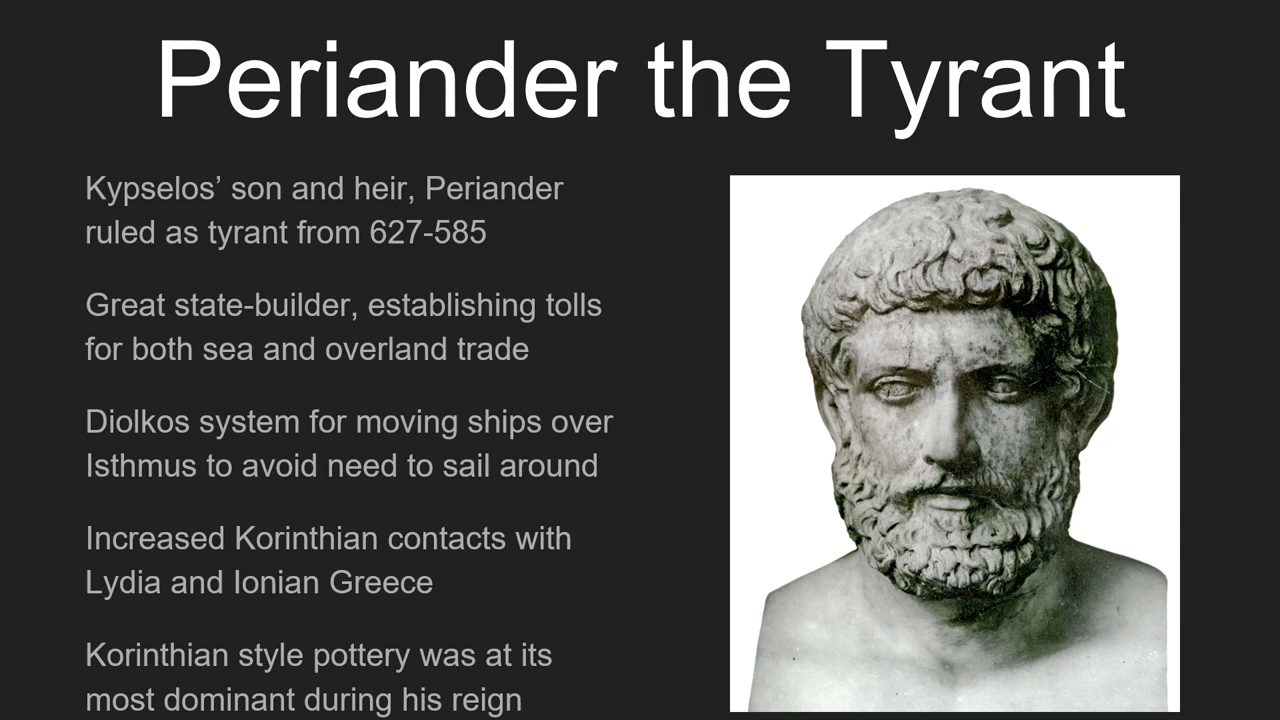 Periander the Tyrant
Kypselos’ son and heir, Periander
ruled as tyrant from 627-585
Great state-builder, establishing tolls
for both sea and overland trade
Diolkos system for moving ships over
Isthmus to avoid need to sail around
Increased Korinthian contacts with
Lydia and Ionian Greece
Korinthian style pottery was at its
most dominant during his reign